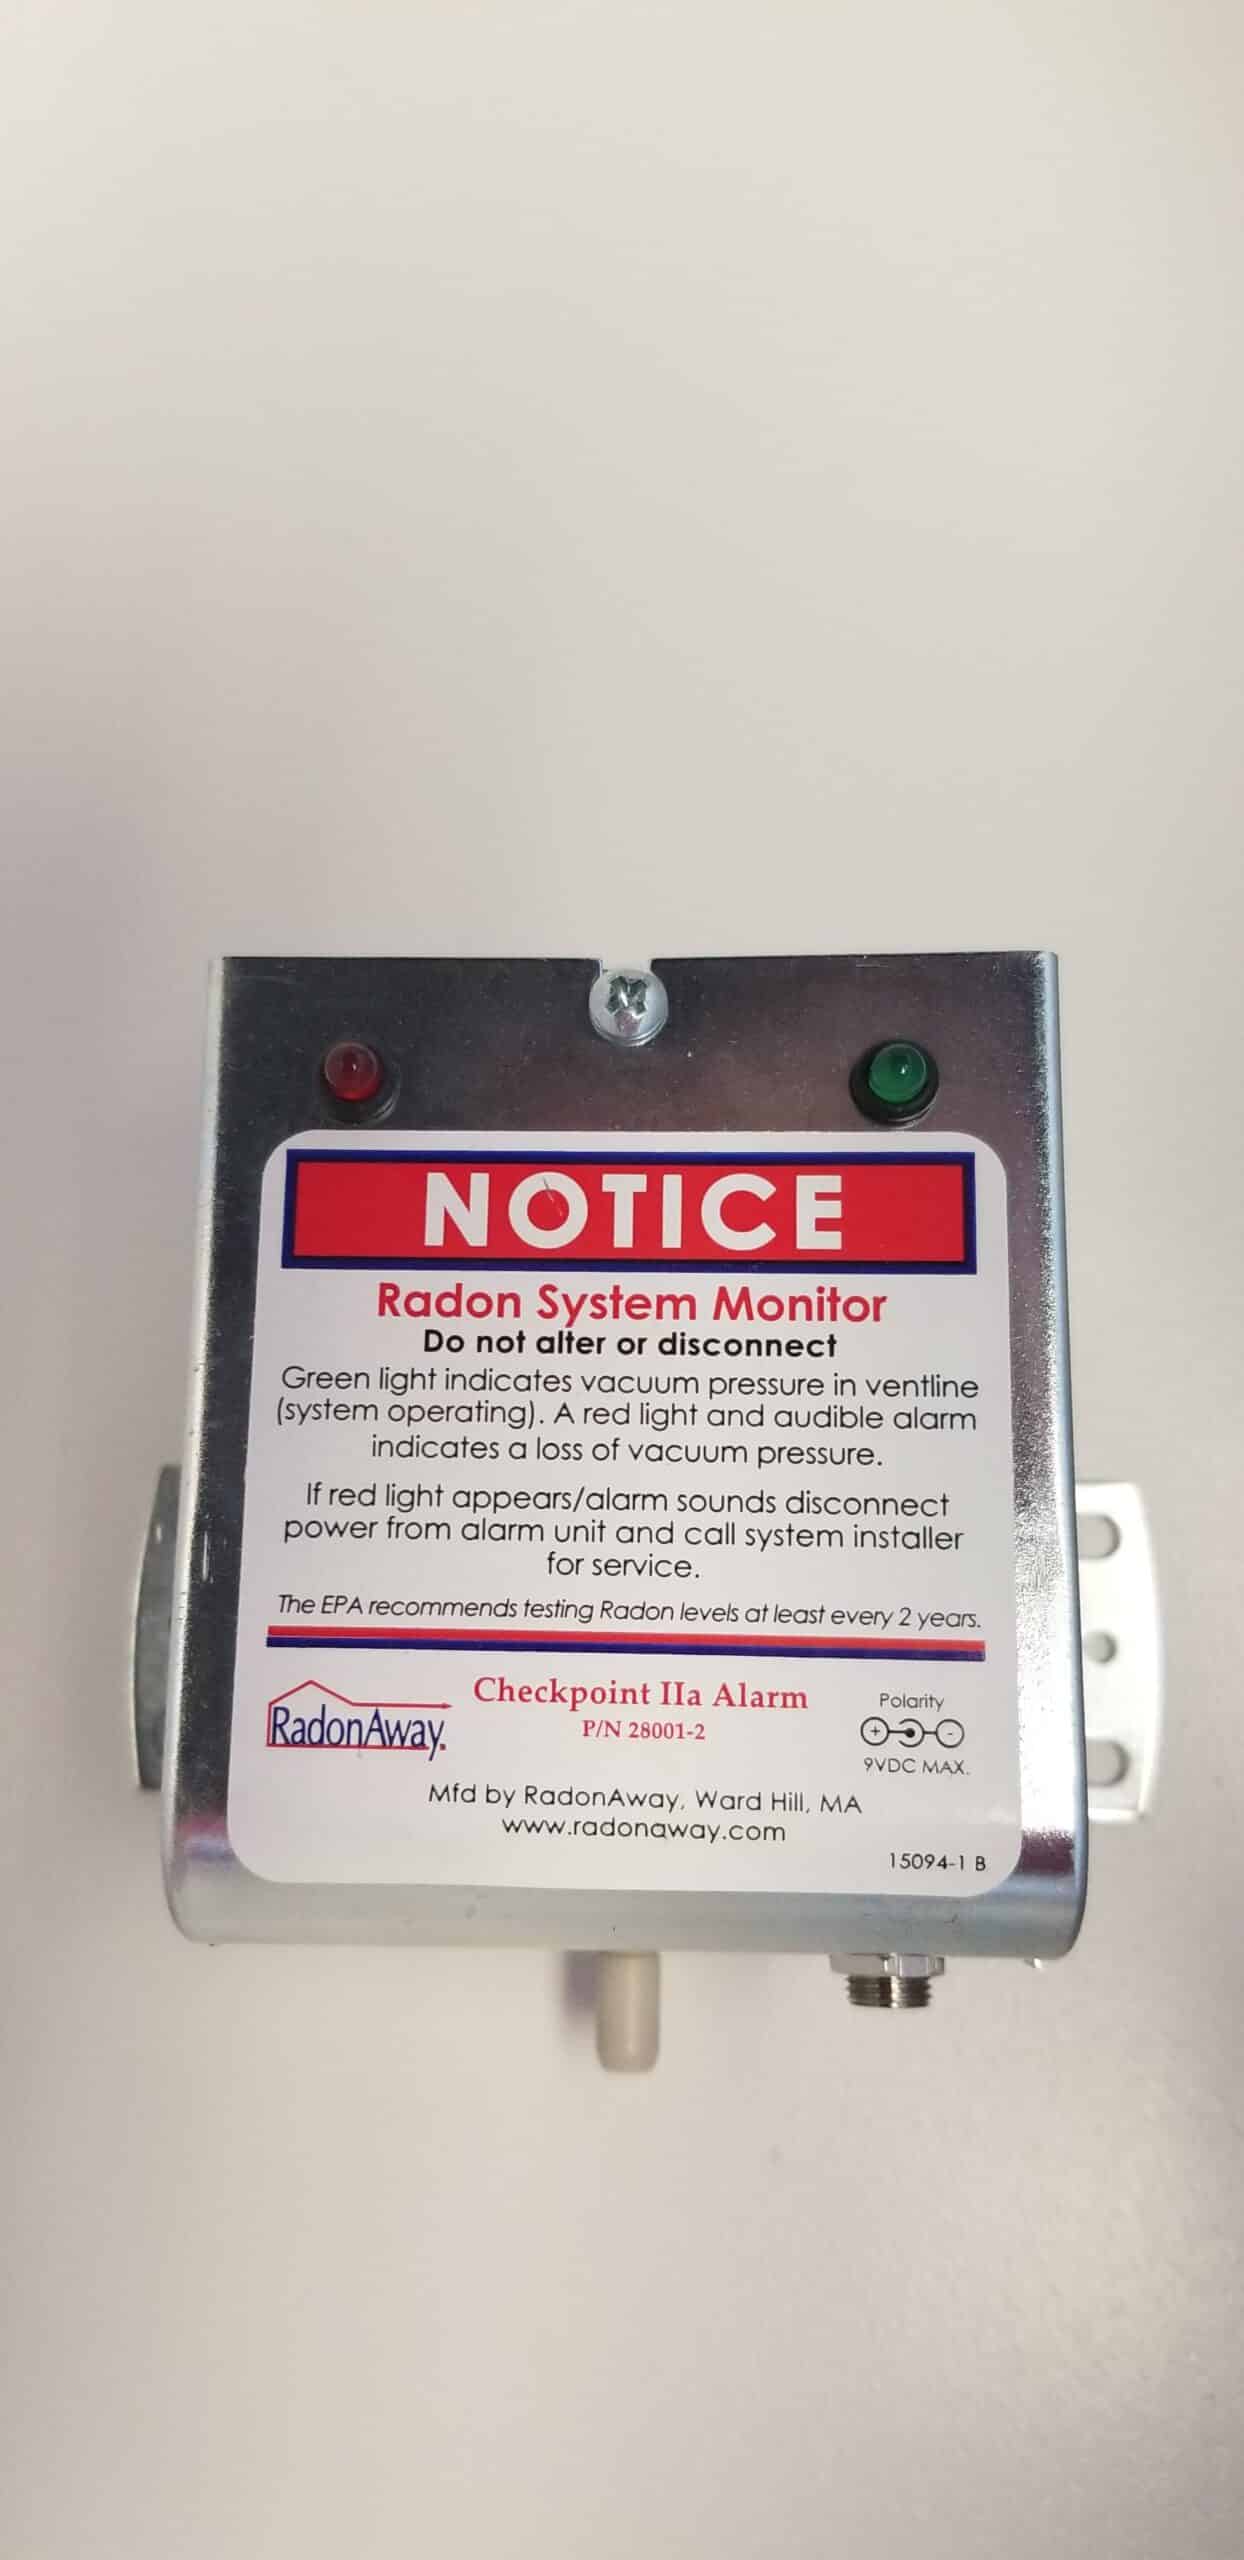 NOTICE
Radon System Monitor
Do not alter or disconnect
Green light indicates vacuum pressure in ventline
(system operating). A red light and audible alarm
indicates a loss of vacuum pressure.
If red light appears/alarm sounds disconnect
power from alarm unit and call system installer
for service.
The EPA recommends testing Radon levels at least every 2 years.
RadonAway.
Checkpoint IIa Alarm
P/N 28001-2
Polarity
+ -
9VDC MAX.
Mfd by RadonAway, Ward Hill, MA
www.radonaway.com
15094-1 B